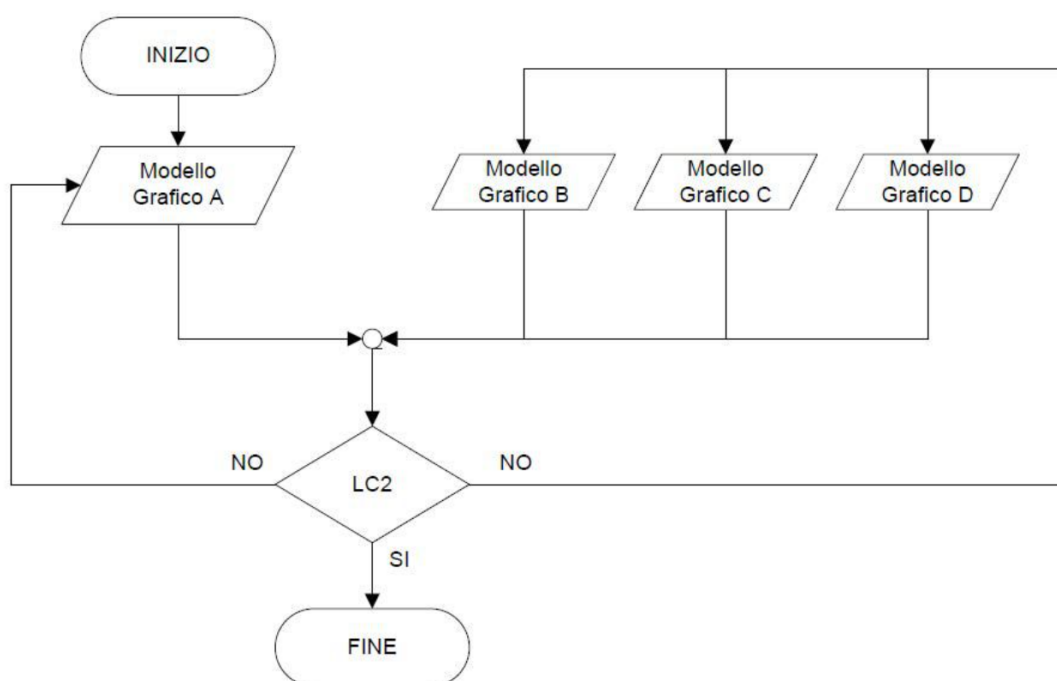 INIZIO
Modello
Grafico A
Modello
Grafico B
Modello
Grafico C
Modello
Grafico D
NO
LC2
NO
SI
FINE